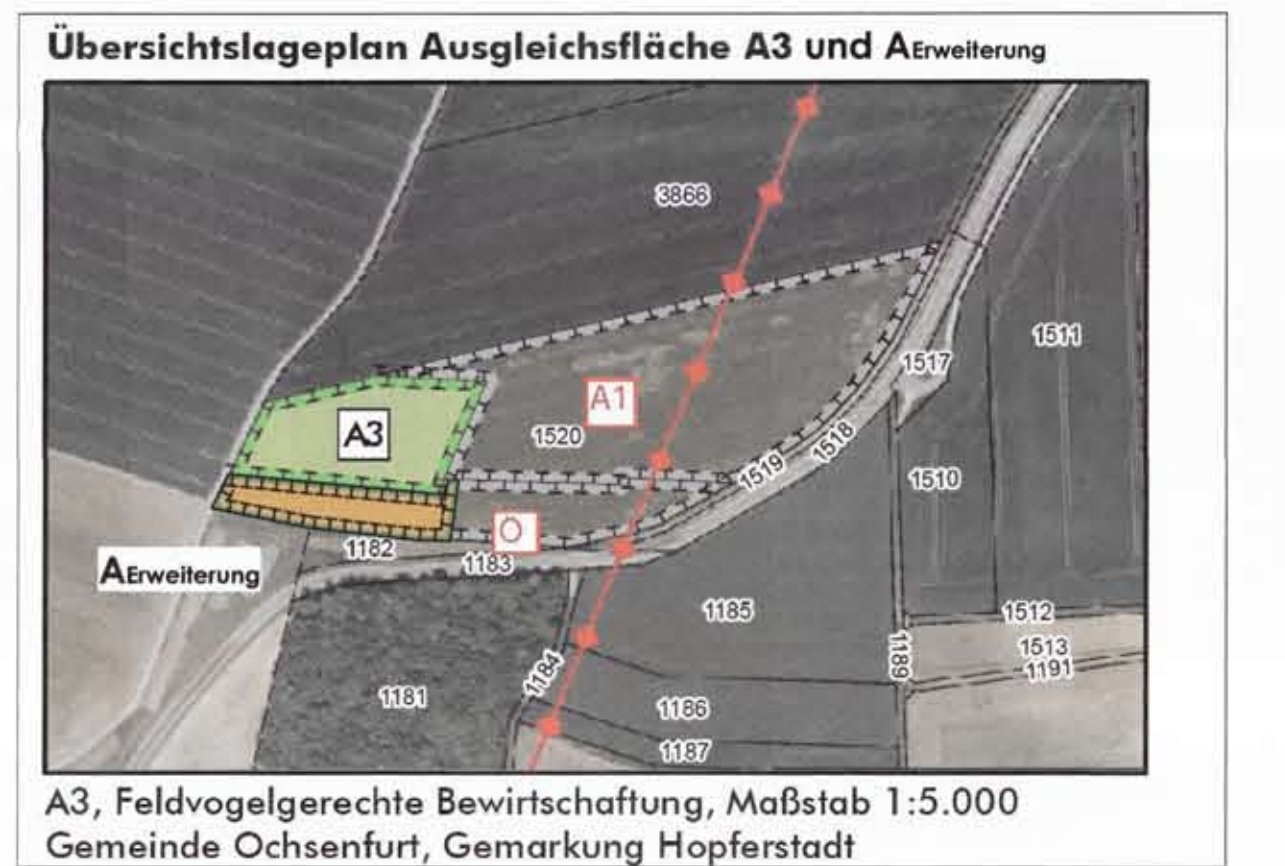 Übersichtslageplan Ausgleichsfläche A3 und AErweiterung
3866
1511
1517
A1
A3
1520
1518
1519
1510
Ö
1182
1183
AErweiterung
1185
1512
1513
1189
1191
1184
1181
1186
1187
A3, Feldvogelgerechte Bewirtschaftung, Maßstab 1:5.000
Gemeinde Ochsenfurt, Gemarkung Hopferstadt